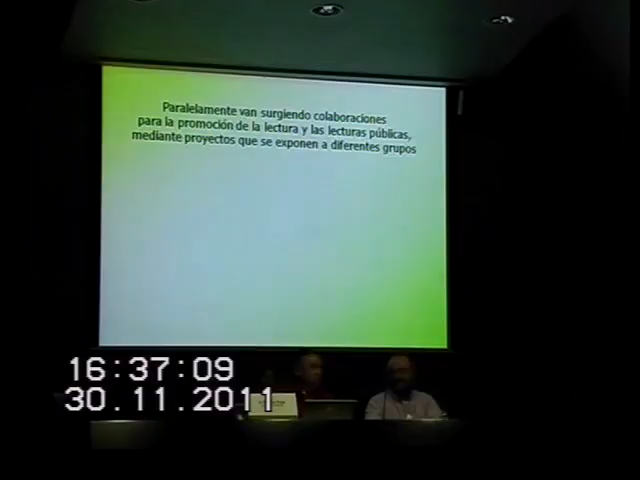 Paralelamente van surgiendo colaboraciones
para la promoción de la lectura y las lecturas públicas,
mediante proyectos que se exponen a diferentes grupos
16:37:09
30.11.2011